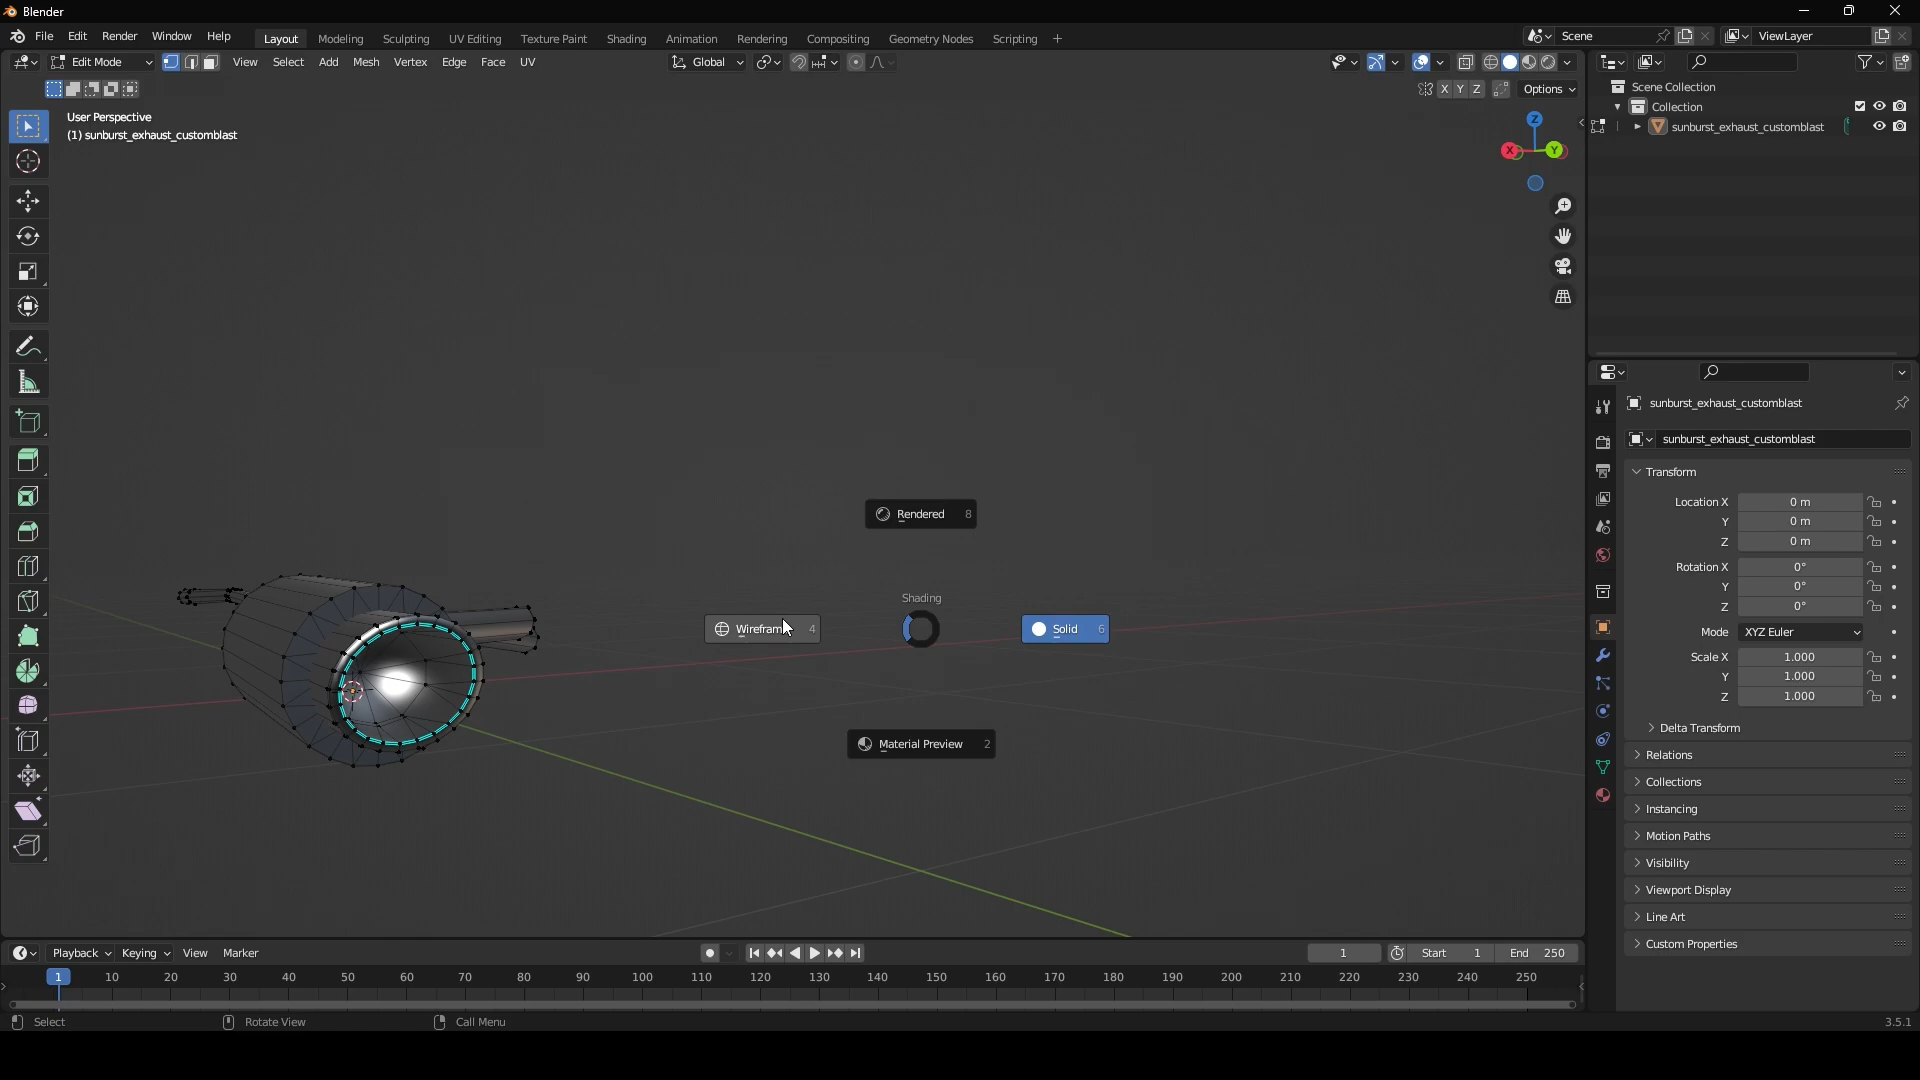 Blender
File Edit Render Window Help Layout Modeling Sculpting UV Editing Texture Paint Shading Animation Rendering Compositing Geometry Nodes Scripting + Scene ViewLayer
Edit Mode View Select Add Mesh Vertex Edge Face UV Global
X Y Z Options
User Perspective
(1) sunburst_exhaust_customblast
Z
X Y
Scene Collection
Collection
sunburst_exhaust_customblast
sunburst_exhaust_customblast
sunburst_exhaust_customblast
Transform
Location X 0 m
Y 0 m
Z 0 m
Rotation X 0°
Y 0°
Z 0°
Mode XYZ Euler
Scale X 1.000
Y 1.000
Z 1.000
Delta Transform
Relations
Collections
Instancing
Motion Paths
Visibility
Viewport Display
Line Art
Custom Properties
Rendered 8
Shading
Wireframe 4
Solid 6
Material Preview 2
Playback Keying View Marker 1 Start 1 End 250
1 10 20 30 40 50 60 70 80 90 100 110 120 130 140 150 160 170 180 190 200 210 220 230 240 250
Select Rotate View Call Menu 3.5.1